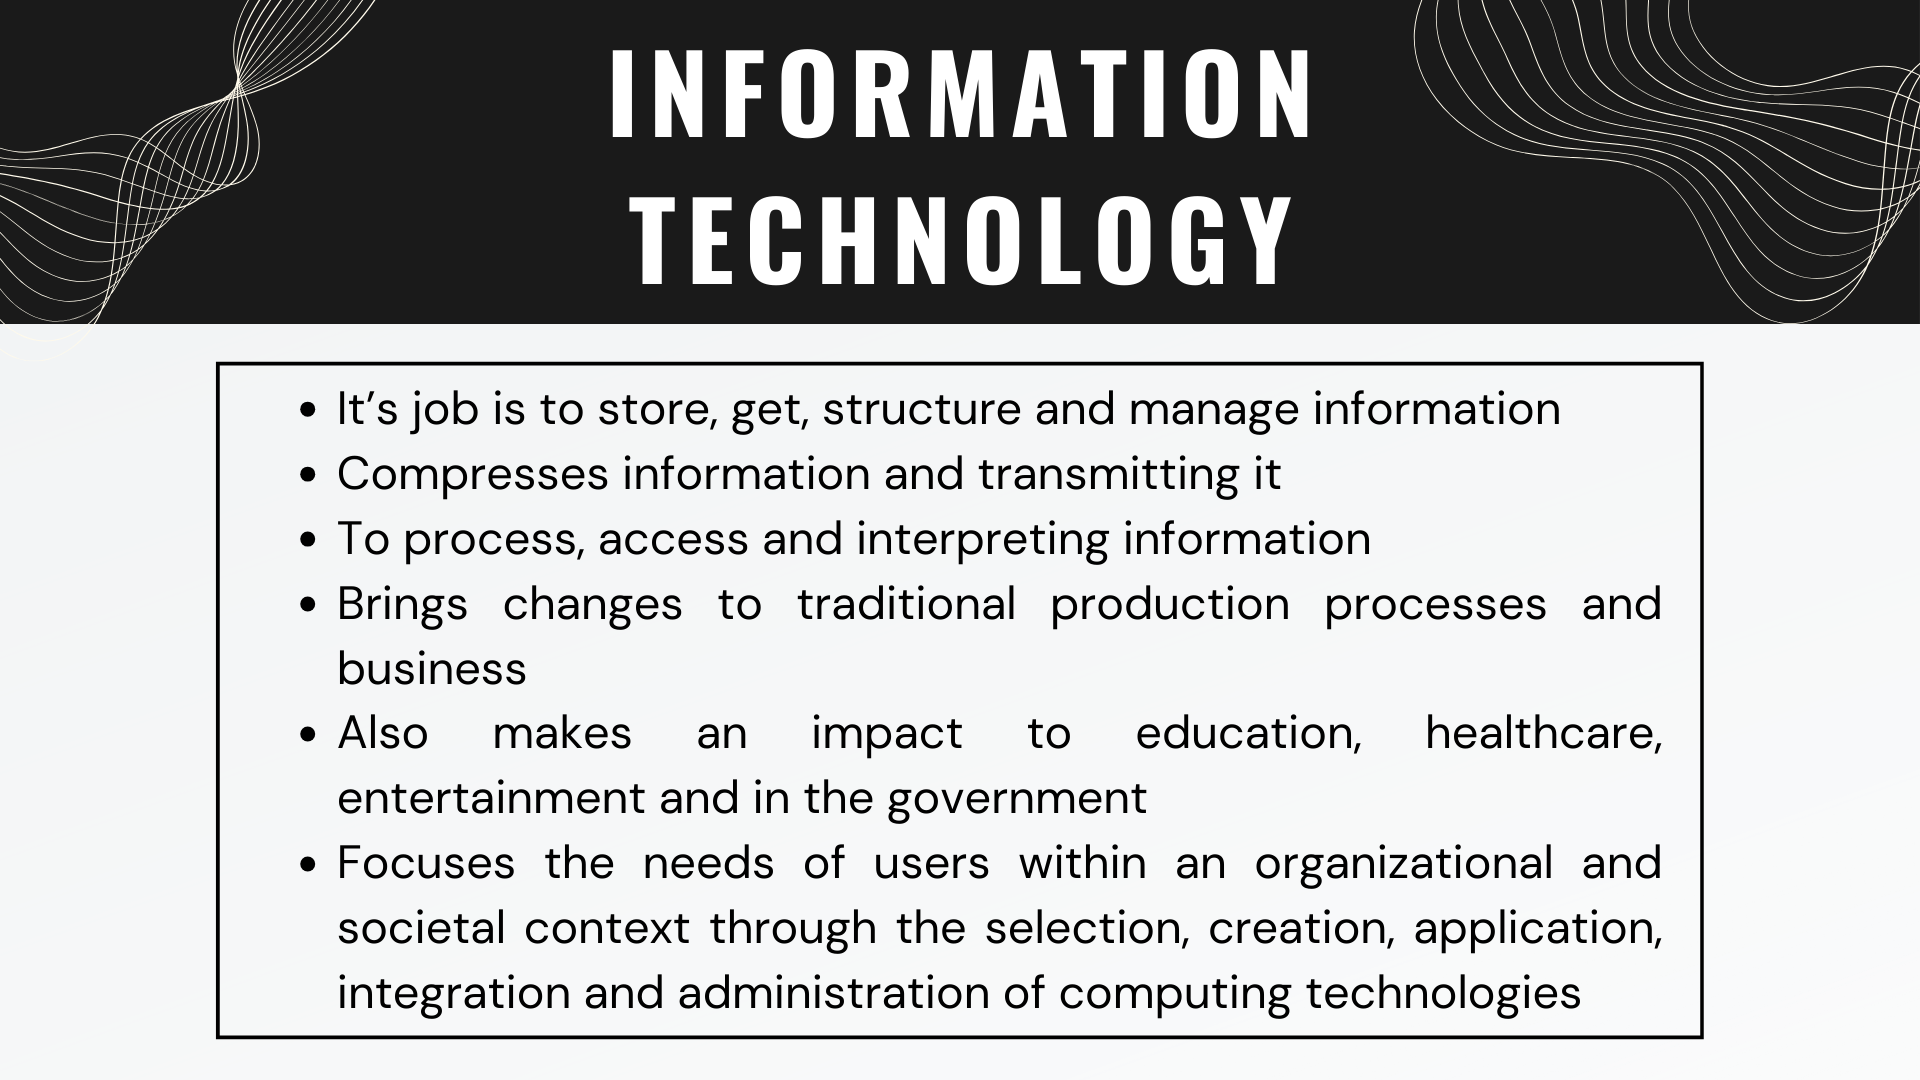 INFORMATION
TECHNOLOGY
• It’s job is to store, get, structure and manage information
• Compresses information and transmitting it
• To process, access and interpreting information
• Brings changes to traditional production processes and
business
• Also makes an impact to education, healthcare,
entertainment and in the government
• Focuses the needs of users within an organizational and
societal context through the selection, creation, application,
integration and administration of computing technologies